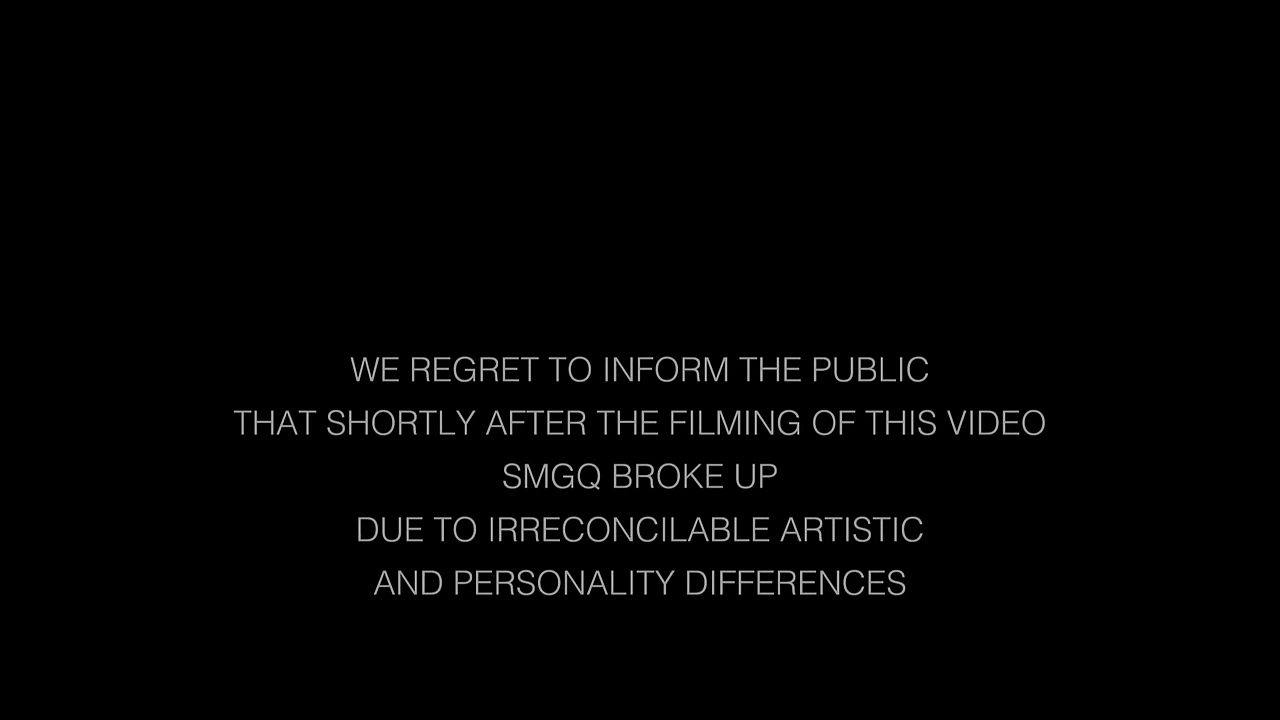 WE REGRET TO INFORM THE PUBLIC
THAT SHORTLY AFTER THE FILMING OF THIS VIDEO
SMGQ BROKE UP
DUE TO IRRECONCILABLE ARTISTIC
AND PERSONALITY DIFFERENCES